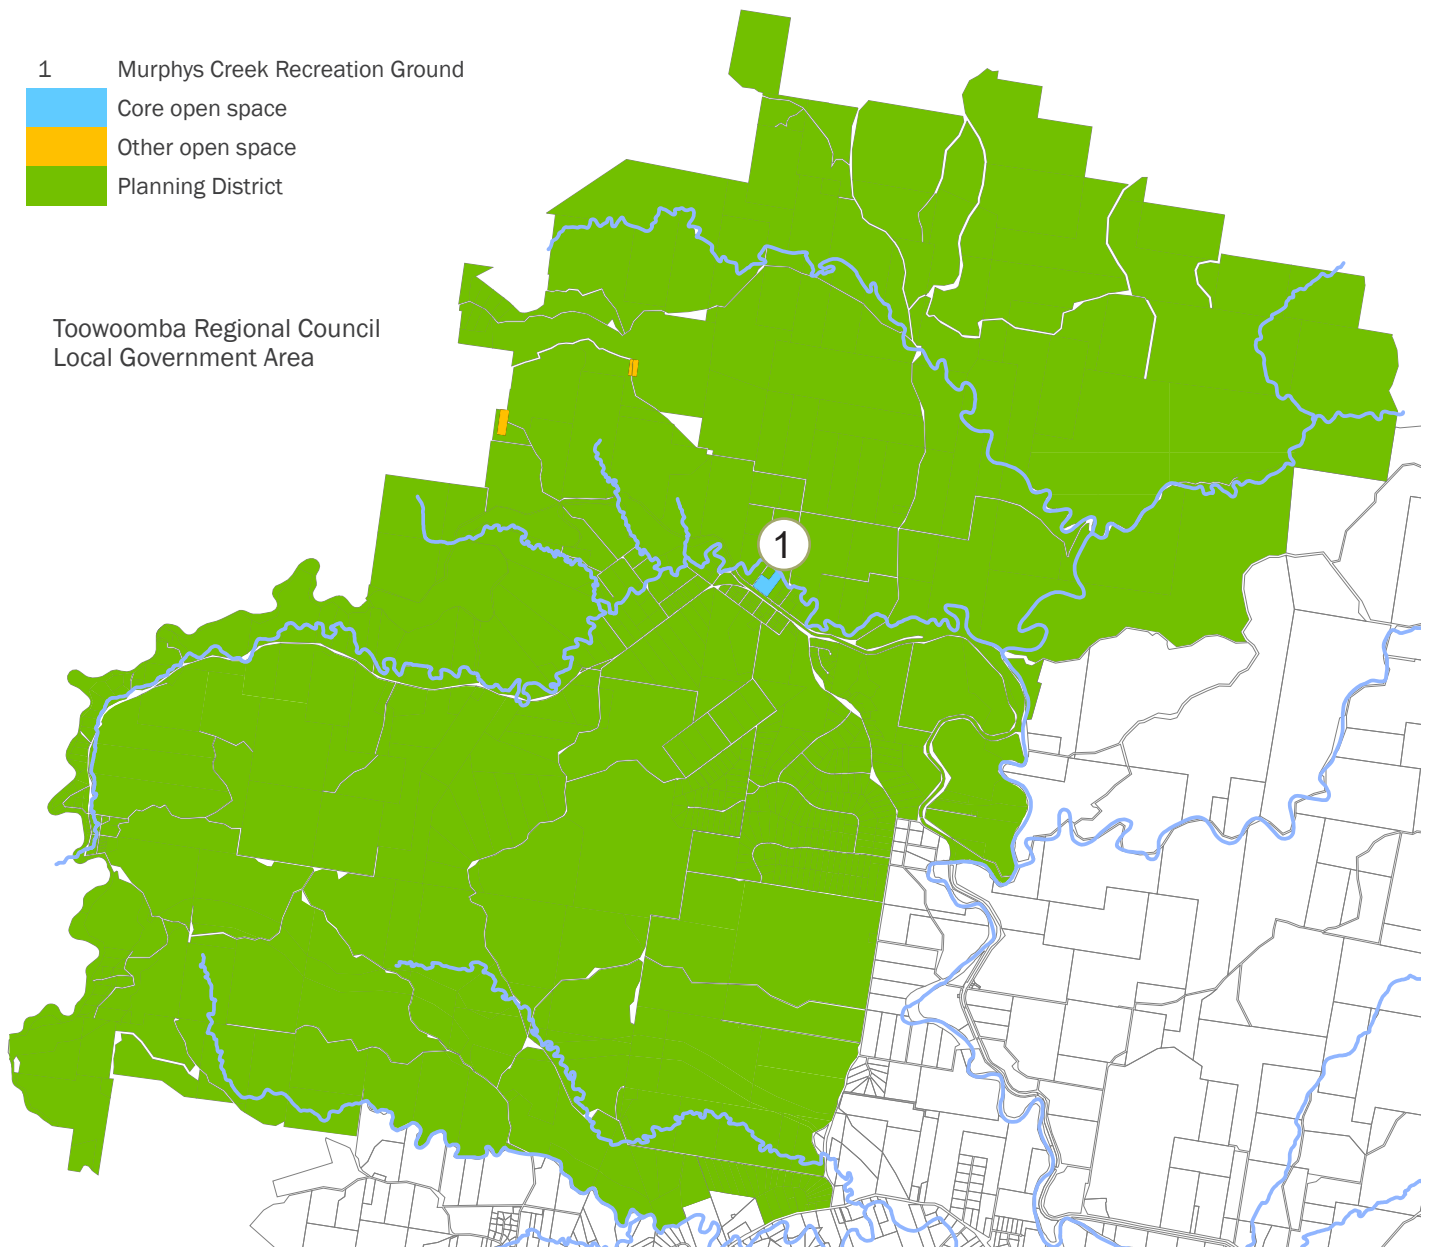 1 Murphys Creek Recreation Ground
Core open space
Other open space
Planning District
Toowoomba Regional Council
Local Government Area
1